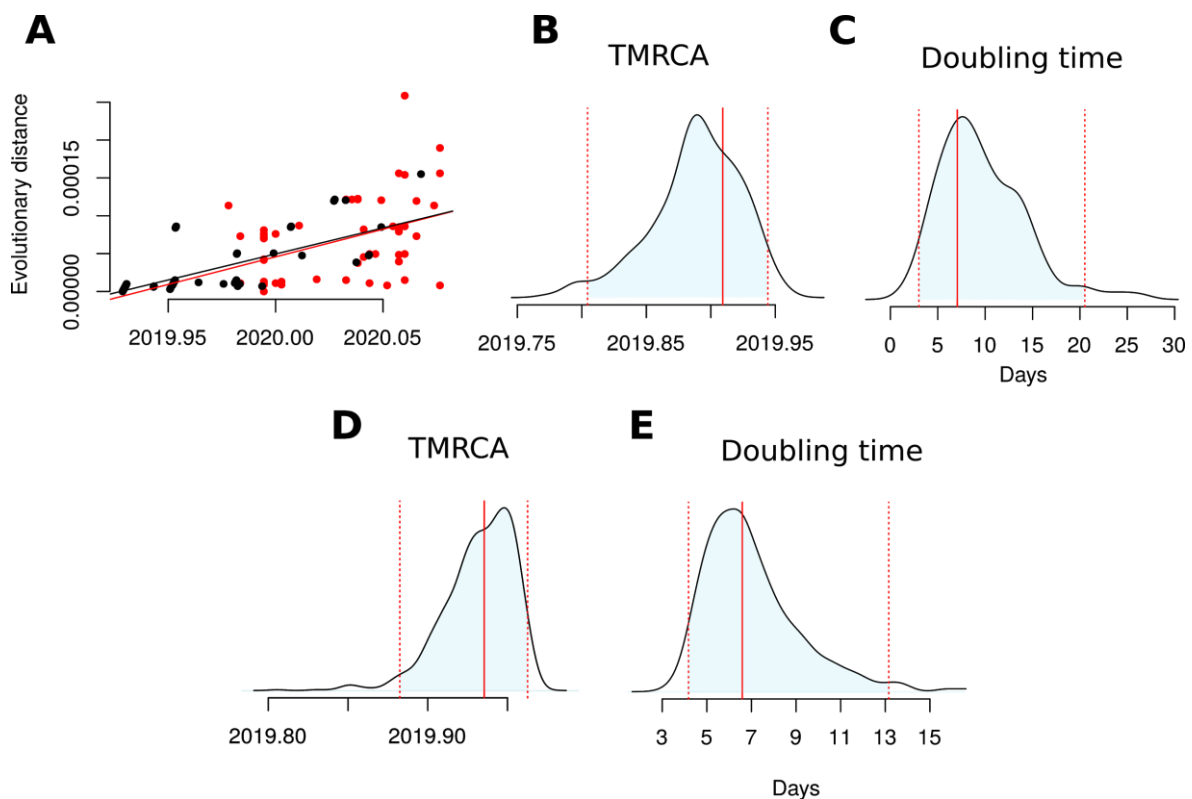 A
B
C
TMRCA
Doubling time
Evolutionary distance
0.00015
0.00000
2019.95 2020.00 2020.05
2019.75 2019.85 2019.95
0 5 10 15 20 25 30
Days
D
E
TMRCA
Doubling time
2019.80 2019.90
3 5 7 9 11 13 15
Days